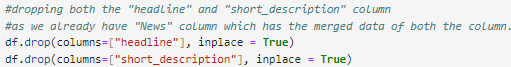 #dropping both the "headline" and "short_description" column
#as we already have "News" column which has the merged data of both the column.
df.drop(columns=["headline"], inplace = True)
df.drop(columns=["short_description"], inplace = True)